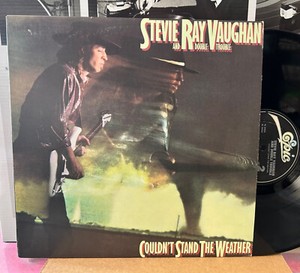 STEVIE RAY VAUGHAN
AND DOUBLE TROUBLE
COULDN'T STAND THE WEATHER
Epic